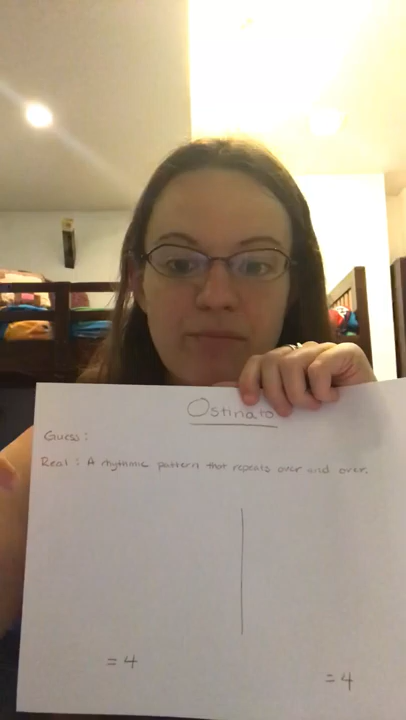 Ostinato
Guess:
Real: A rhythmic pattern that repeats over and over.
= 4
= 4